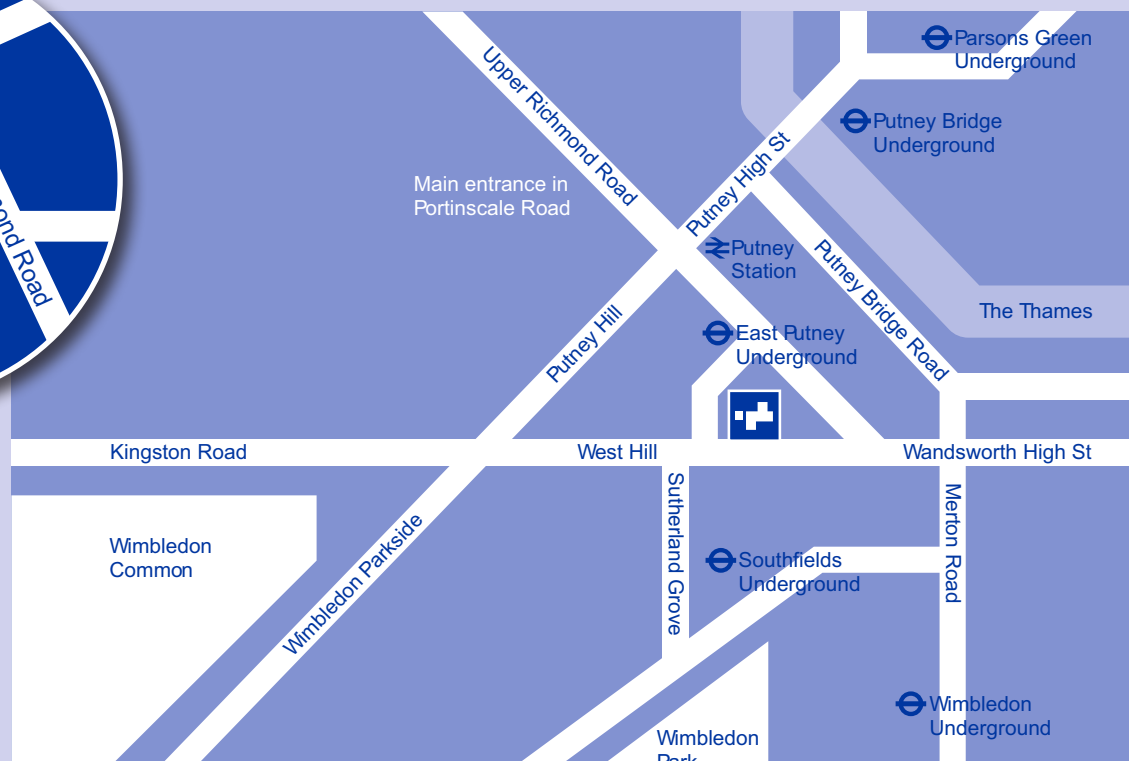 Parsons Green
Underground
Upper Richmond Road
Putney Bridge
Underground
Putney High St
Main entrance in
Portinscale Road
Road
Putney
Station
Putney Bridge Road
The Thames
Putney Hill
East Putney
Underground
Kingston Road
West Hill
Wandsworth High St
Sutherland Grove
Merton Road
Wimbledon
Common
Wimbledon Parkside
Southfields
Underground
Wimbledon
Underground
Wimbledon
Park